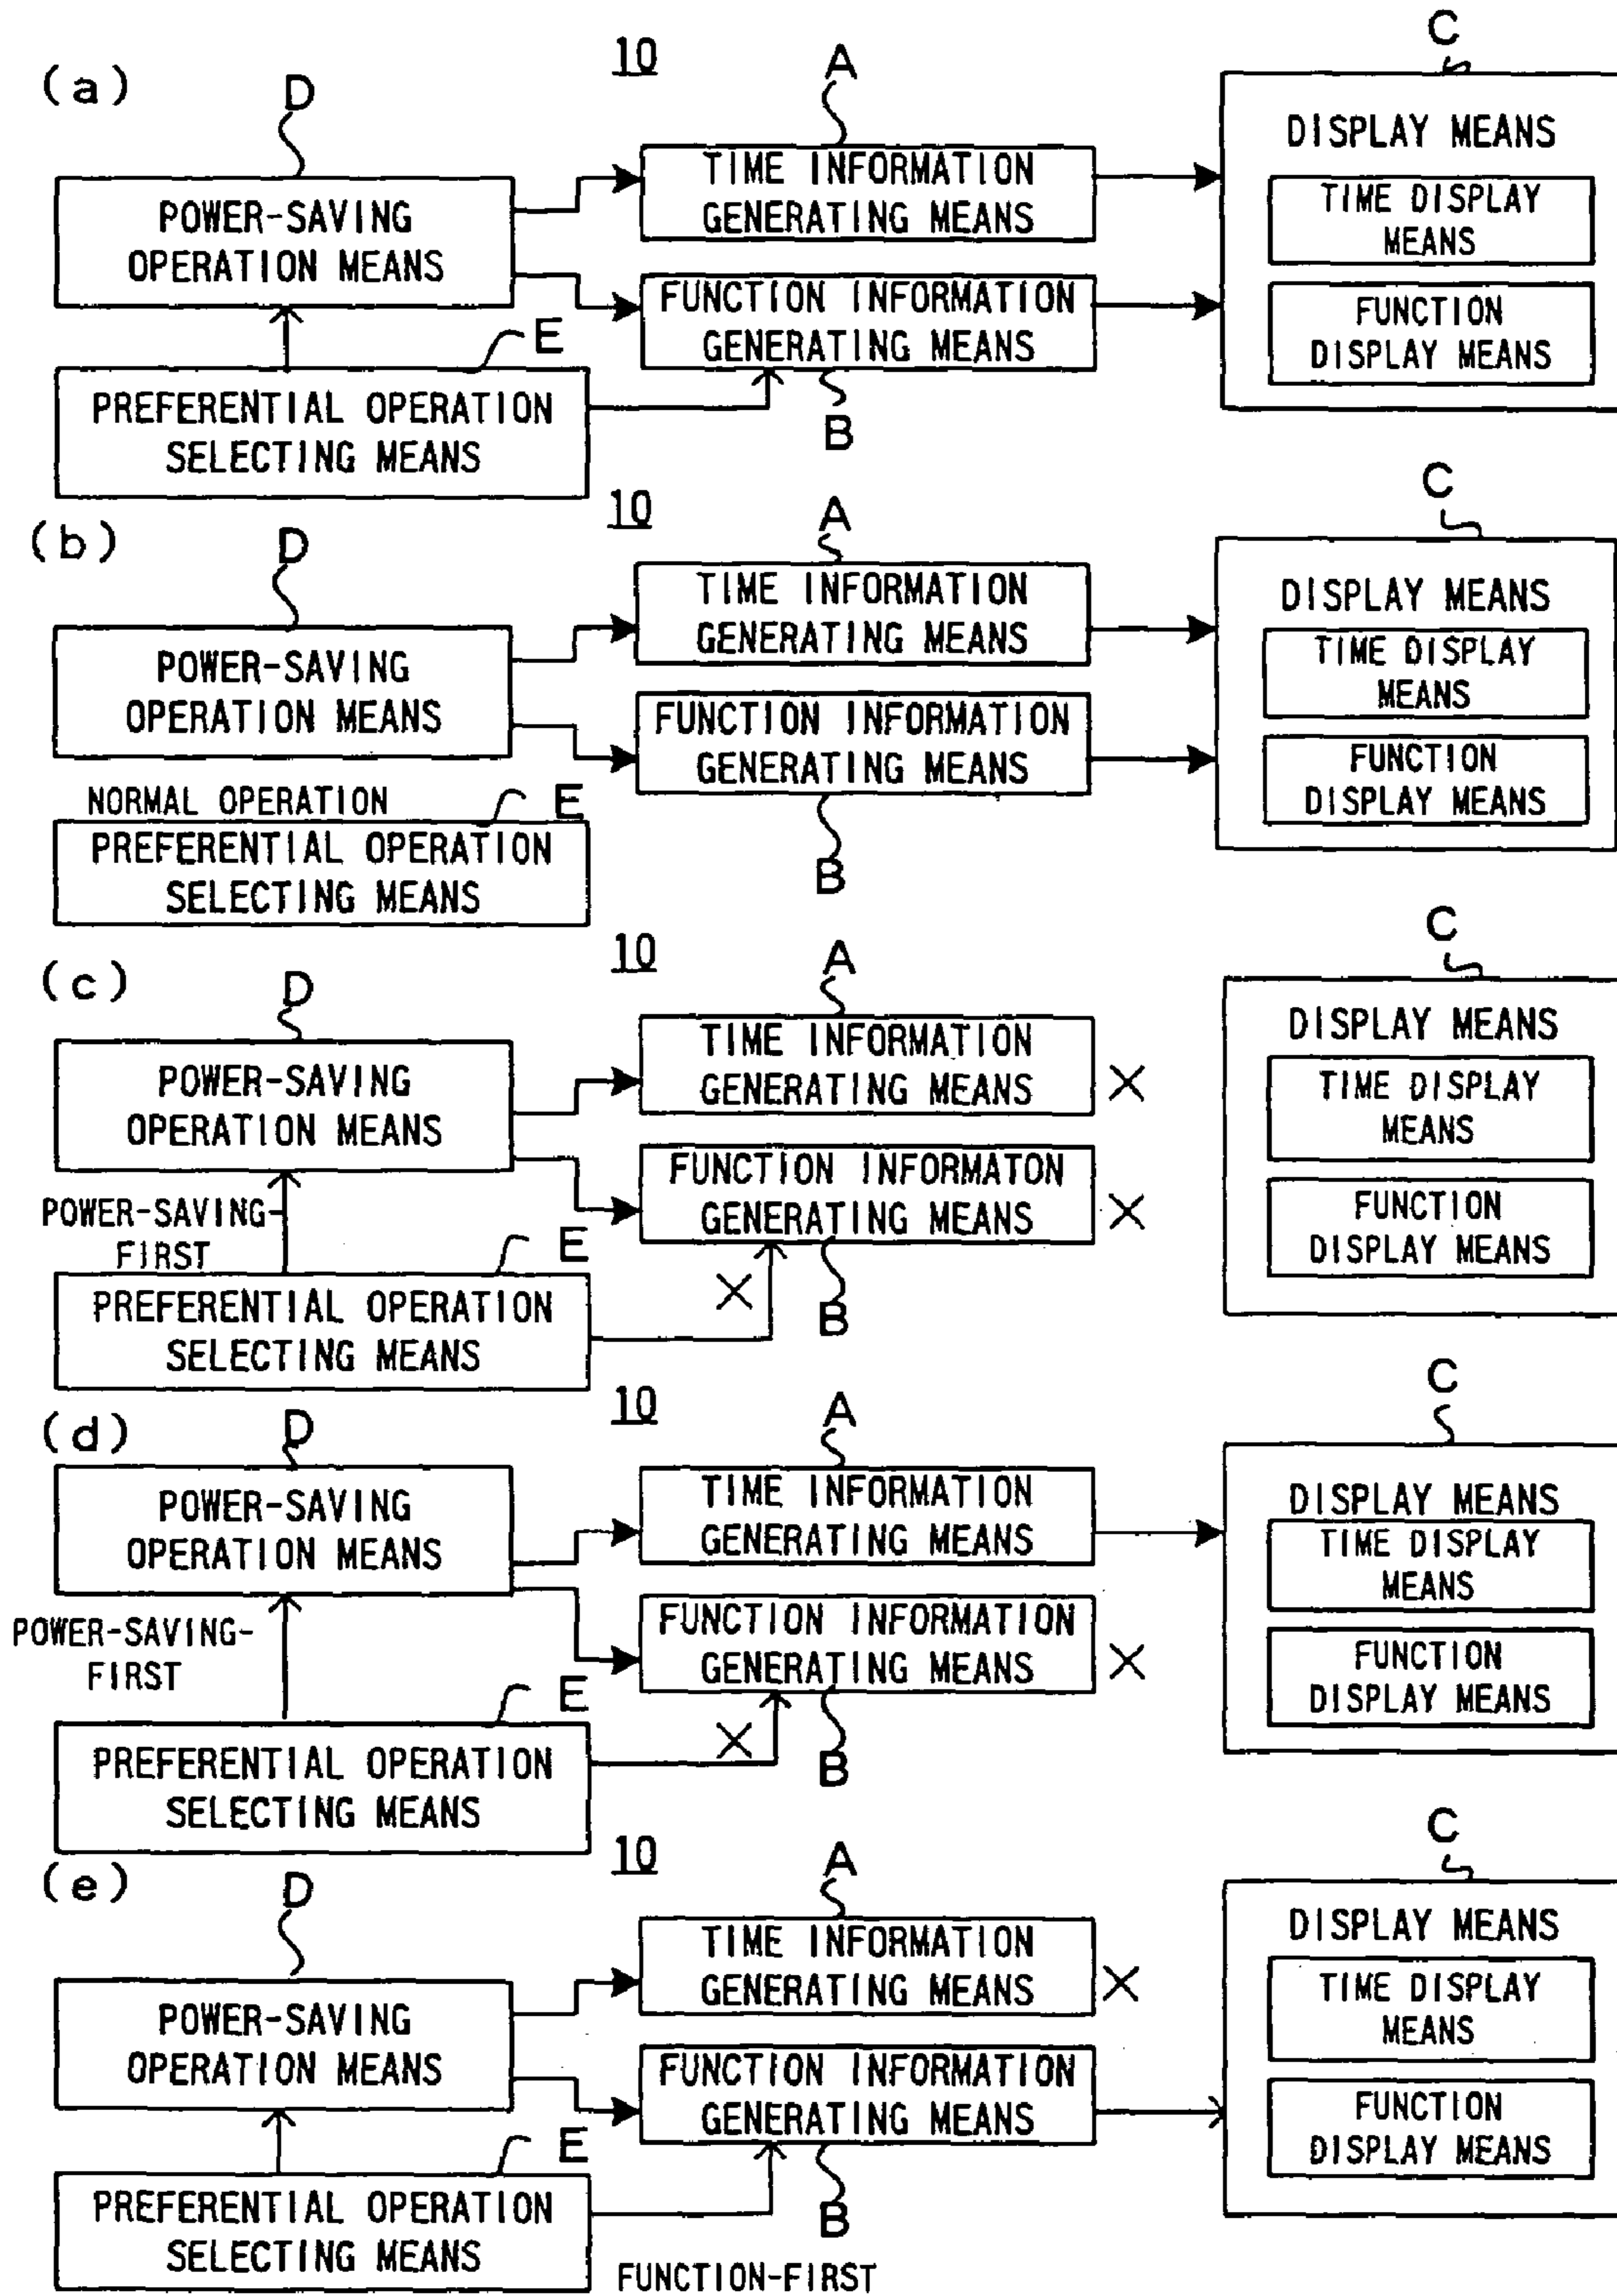 (a)
10
D
A
C
POWER-SAVING
OPERATION MEANS
TIME INFORMATION
GENERATING MEANS
FUNCTION INFORMATION
GENERATING MEANS
DISPLAY MEANS
TIME DISPLAY
MEANS
FUNCTION
DISPLAY MEANS
E
PREFERENTIAL OPERATION
SELECTING MEANS
B
(b)
10
D
A
C
POWER-SAVING
OPERATION MEANS
TIME INFORMATION
GENERATING MEANS
FUNCTION INFORMATION
GENERATING MEANS
DISPLAY MEANS
TIME DISPLAY
MEANS
FUNCTION
DISPLAY MEANS
NORMAL OPERATION
E
PREFERENTIAL OPERATION
SELECTING MEANS
B
(c)
10
D
A
C
POWER-SAVING
OPERATION MEANS
TIME INFORMATION
GENERATING MEANS
×
FUNCTION INFORMATON
GENERATING MEANS
×
DISPLAY MEANS
TIME DISPLAY
MEANS
FUNCTION
DISPLAY MEANS
POWER-SAVING-
FIRST
E
×
PREFERENTIAL OPERATION
SELECTING MEANS
B
(d)
10
D
A
C
POWER-SAVING
OPERATION MEANS
TIME INFORMATION
GENERATING MEANS
FUNCTION INFORMATION
GENERATING MEANS
×
DISPLAY MEANS
TIME DISPLAY
MEANS
FUNCTION
DISPLAY MEANS
POWER-SAVING-
FIRST
E
×
PREFERENTIAL OPERATION
SELECTING MEANS
B
(e)
10
D
A
C
POWER-SAVING
OPERATION MEANS
TIME INFORMATION
GENERATING MEANS
×
FUNCTION INFORMATION
GENERATING MEANS
DISPLAY MEANS
TIME DISPLAY
MEANS
FUNCTION
DISPLAY MEANS
E
PREFERENTIAL OPERATION
SELECTING MEANS
B
FUNCTION-FIRST